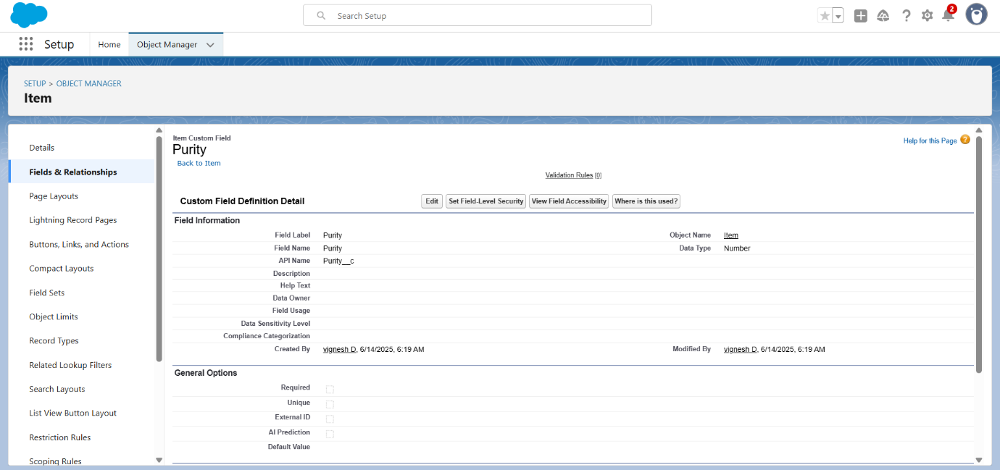 Search Setup
2
Setup
Home
Object Manager
SETUP > OBJECT MANAGER
Item
Details
Fields & Relationships
Page Layouts
Lightning Record Pages
Buttons, Links, and Actions
Compact Layouts
Field Sets
Object Limits
Record Types
Related Lookup Filters
Search Layouts
List View Button Layout
Restriction Rules
Scoping Rules
Item Custom Field
Purity
Back to Item
Help for this Page ?
Validation Rules [0]
Custom Field Definition Detail Edit Set Field-Level Security View Field Accessibility Where is this used?
Field Information
Field Label Purity Object Name Item
Field Name Purity Data Type Number
API Name Purity__c
Description
Help Text
Data Owner
Field Usage
Data Sensitivity Level
Compliance Categorization
Created By vignesh D, 6/14/2025, 6:19 AM Modified By vignesh D, 6/14/2025, 6:19 AM
General Options
Required
Unique
External ID
AI Prediction
Default Value